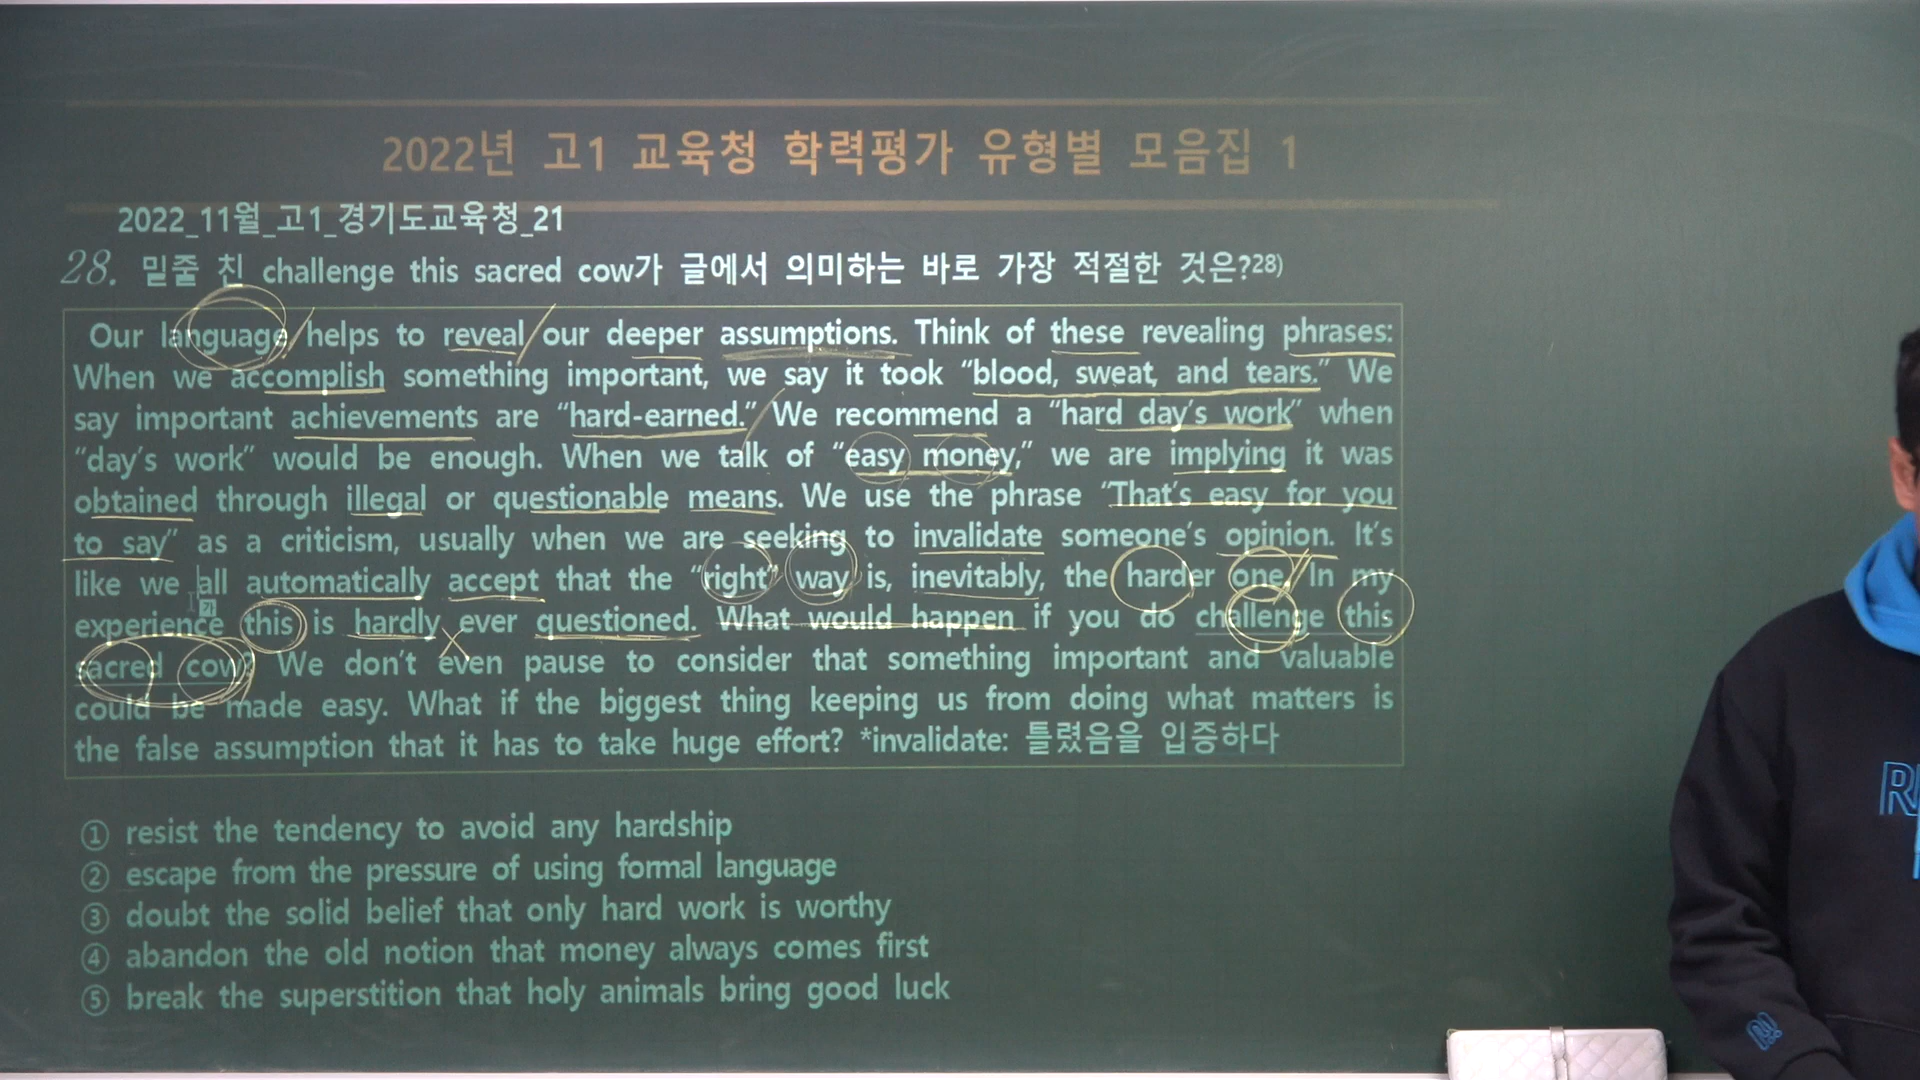 2022년 고1 교육청 학력평가 유형별 모음집 1
2022_11월_고1_경기도교육청_21
28. 밑줄 친 challenge this sacred cow가 글에서 의미하는 바로 가장 적절한 것은?28)
Our language helps to reveal our deeper assumptions. Think of these revealing phrases:
When we accomplish something important, we say it took “blood, sweat, and tears.” We
say important achievements are “hard-earned.” We recommend a “hard day’s work” when
“day’s work” would be enough. When we talk of “easy money,” we are implying it was
obtained through illegal or questionable means. We use the phrase “That’s easy for you
to say” as a criticism, usually when we are seeking to invalidate someone’s opinion. It’s
like we all automatically accept that the “right” way is, inevitably, the harder one. In my
experience this is hardly ever questioned. What would happen if you do challenge this
sacred cow? We don’t even pause to consider that something important and valuable
could be made easy. What if the biggest thing keeping us from doing what matters is
the false assumption that it has to take huge effort? *invalidate: 틀렸음을 입증하다
① resist the tendency to avoid any hardship
② escape from the pressure of using formal language
③ doubt the solid belief that only hard work is worthy
④ abandon the old notion that money always comes first
⑤ break the superstition that holy animals bring good luck